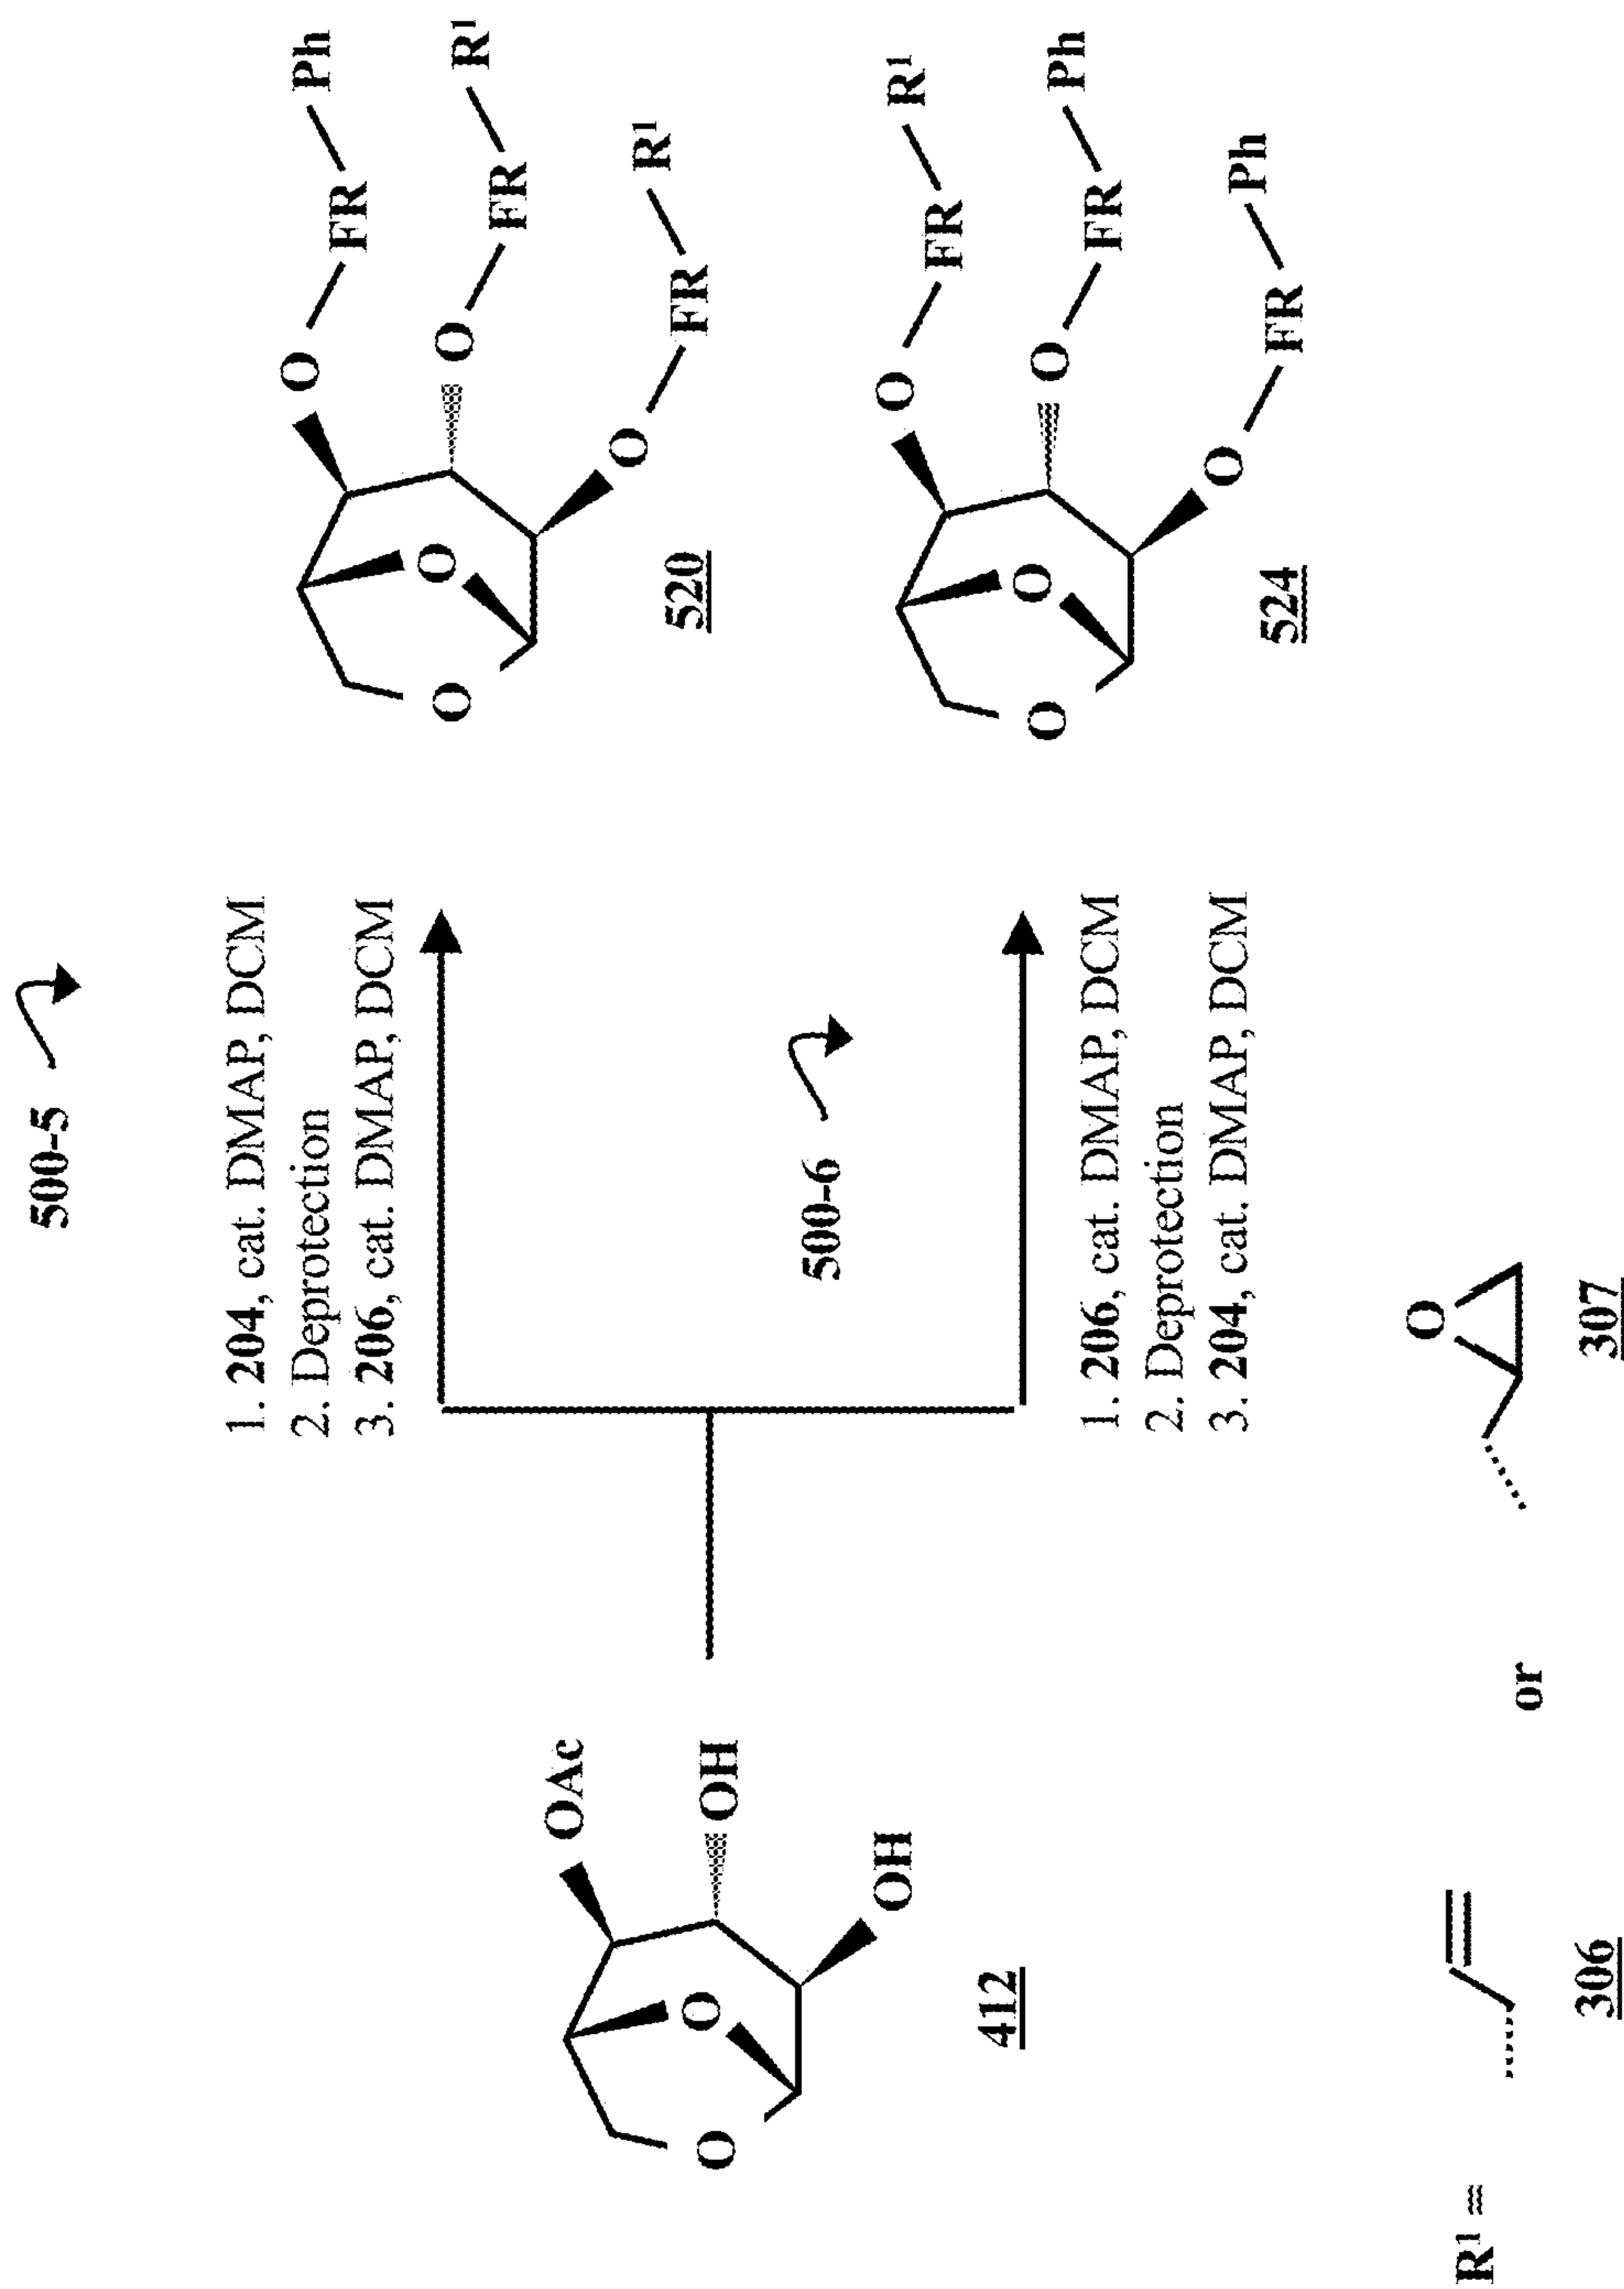 500-5
1. 204, cat. DMAP, DCM
2. Deprotection
3. 206, cat. DMAP, DCM
O
FR
Ph
O
O
O
FR
R¹
O
FR
R¹
520
OAc
O
O
OH
OH
412
500-6
1. 206, cat. DMAP, DCM
2. Deprotection
3. 204, cat. DMAP, DCM
O
FR
R¹
O
O
O
FR
Ph
O
FR
Ph
524
R¹ =
306
or
O
307